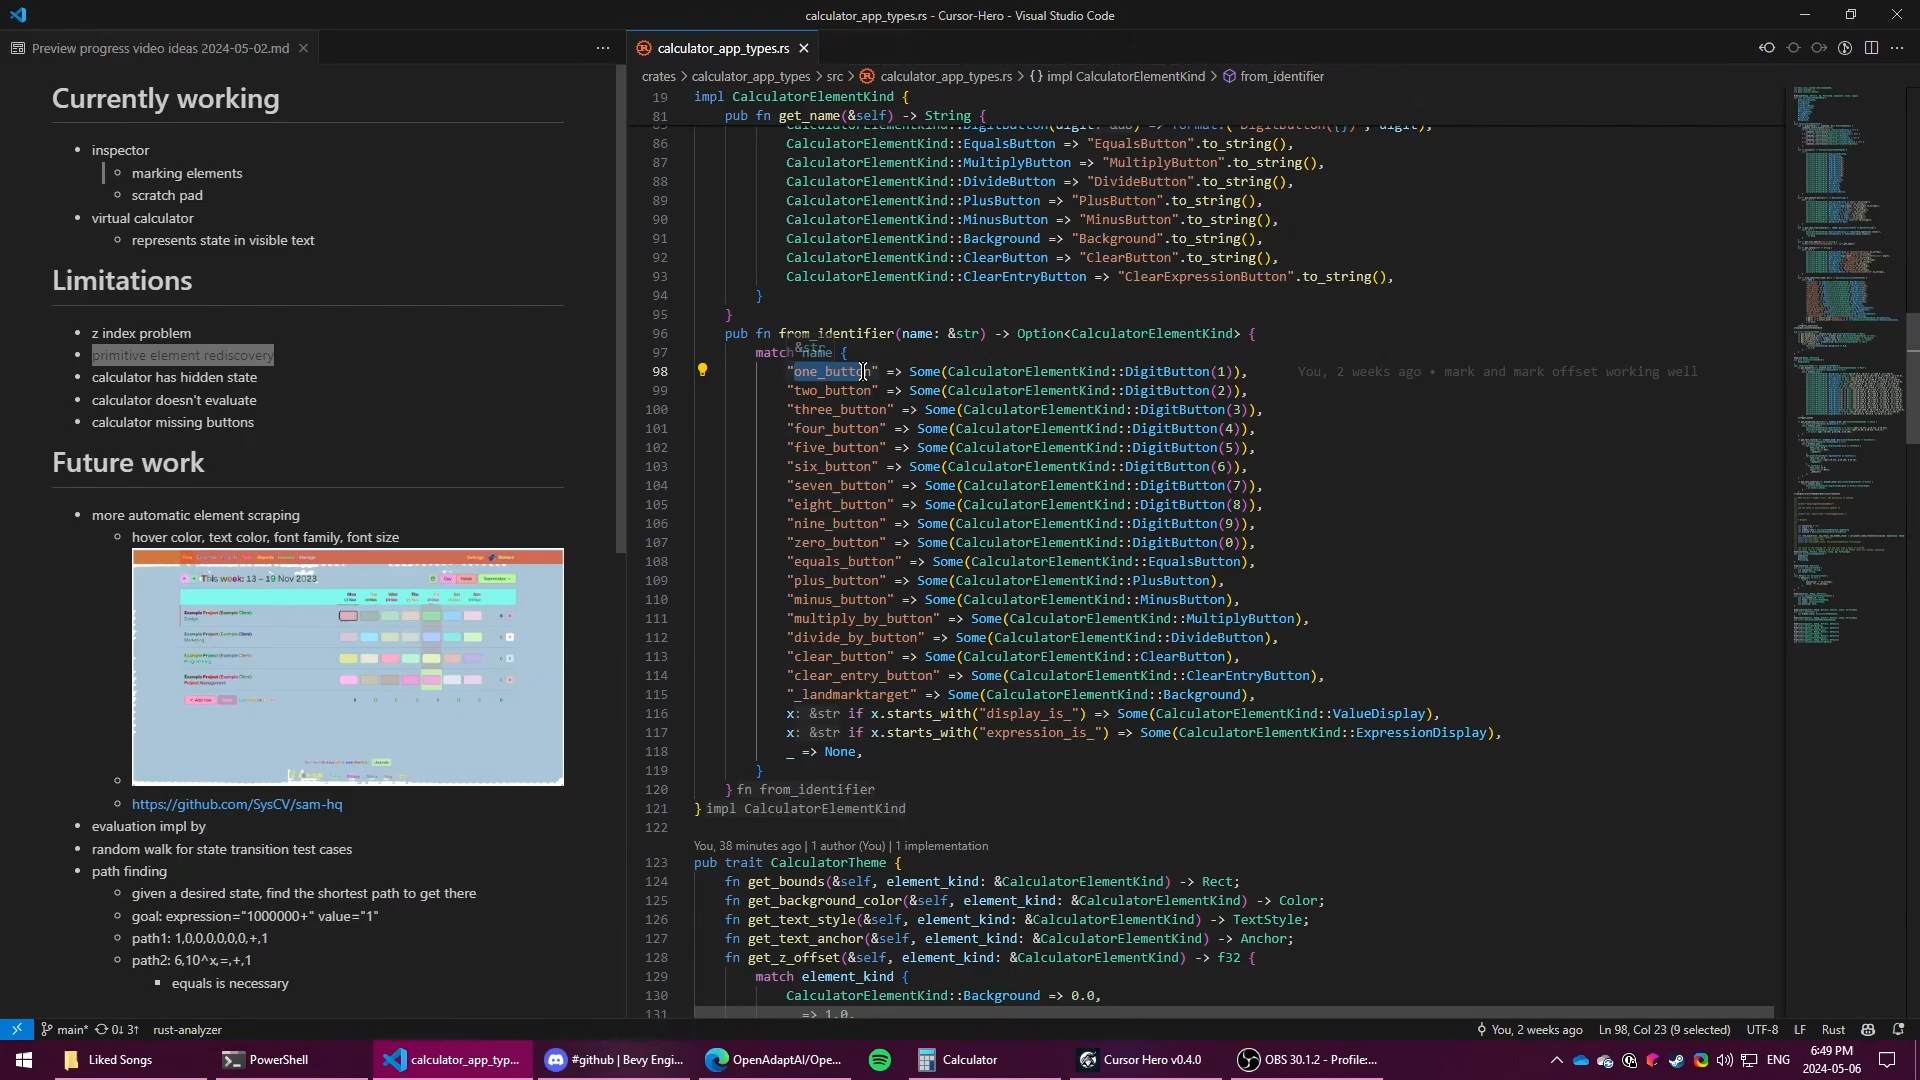 calculator_app_types.rs - Cursor-Hero - Visual Studio Code
Preview progress video ideas 2024-05-02.md
Currently working
inspector
marking elements
scratch pad
virtual calculator
represents state in visible text
Limitations
z index problem
primitive element rediscovery
calculator has hidden state
calculator doesn't evaluate
calculator missing buttons
Future work
more automatic element scraping
hover color, text color, font family, font size
This week: 13 – 19 Nov 2023
https://github.com/SysCV/sam-hq
evaluation impl by
random walk for state transition test cases
path finding
given a desired state, find the shortest path to get there
goal: expression="1000000+" value="1"
path1: 1,0,0,0,0,0,0,+,1
path2: 6,10^x,=,+,1
equals is necessary
calculator_app_types.rs
crates > calculator_app_types > src > calculator_app_types.rs > {} impl CalculatorElementKind > from_identifier
19 impl CalculatorElementKind {
81 pub fn get_name(&self) -> String {
86 CalculatorElementKind::EqualsButton => "EqualsButton".to_string(),
87 CalculatorElementKind::MultiplyButton => "MultiplyButton".to_string(),
88 CalculatorElementKind::DivideButton => "DivideButton".to_string(),
89 CalculatorElementKind::PlusButton => "PlusButton".to_string(),
90 CalculatorElementKind::MinusButton => "MinusButton".to_string(),
91 CalculatorElementKind::Background => "Background".to_string(),
92 CalculatorElementKind::ClearButton => "ClearButton".to_string(),
93 CalculatorElementKind::ClearEntryButton => "ClearExpressionButton".to_string(),
94 }
95 }
96 pub fn from_identifier(name: &str) -> Option<CalculatorElementKind> {
97 match name {
98 "one_button" => Some(CalculatorElementKind::DigitButton(1)), You, 2 weeks ago • mark and mark offset working well
99 "two_button" => Some(CalculatorElementKind::DigitButton(2)),
100 "three_button" => Some(CalculatorElementKind::DigitButton(3)),
101 "four_button" => Some(CalculatorElementKind::DigitButton(4)),
102 "five_button" => Some(CalculatorElementKind::DigitButton(5)),
103 "six_button" => Some(CalculatorElementKind::DigitButton(6)),
104 "seven_button" => Some(CalculatorElementKind::DigitButton(7)),
105 "eight_button" => Some(CalculatorElementKind::DigitButton(8)),
106 "nine_button" => Some(CalculatorElementKind::DigitButton(9)),
107 "zero_button" => Some(CalculatorElementKind::DigitButton(0)),
108 "equals_button" => Some(CalculatorElementKind::EqualsButton),
109 "plus_button" => Some(CalculatorElementKind::PlusButton),
110 "minus_button" => Some(CalculatorElementKind::MinusButton),
111 "multiply_by_button" => Some(CalculatorElementKind::MultiplyButton),
112 "divide_by_button" => Some(CalculatorElementKind::DivideButton),
113 "clear_button" => Some(CalculatorElementKind::ClearButton),
114 "clear_entry_button" => Some(CalculatorElementKind::ClearEntryButton),
115 "_landmarktarget" => Some(CalculatorElementKind::Background),
116 x: &str if x.starts_with("display_is_") => Some(CalculatorElementKind::ValueDisplay),
117 x: &str if x.starts_with("expression_is_") => Some(CalculatorElementKind::ExpressionDisplay),
118 _ => None,
119 }
120 } fn from_identifier
121 } impl CalculatorElementKind
122
You, 38 minutes ago | 1 author (You) | 1 implementation
123 pub trait CalculatorTheme {
124 fn get_bounds(&self, element_kind: &CalculatorElementKind) -> Rect;
125 fn get_background_color(&self, element_kind: &CalculatorElementKind) -> Color;
126 fn get_text_style(&self, element_kind: &CalculatorElementKind) -> TextStyle;
127 fn get_text_anchor(&self, element_kind: &CalculatorElementKind) -> Anchor;
128 fn get_z_offset(&self, element_kind: &CalculatorElementKind) -> f32 {
129 match element_kind {
130 CalculatorElementKind::Background => 0.0,
131 _ => 1.0,
main* 0↓ 3↑ rust-analyzer You, 2 weeks ago Ln 98, Col 23 (9 selected) UTF-8 LF Rust
Liked Songs PowerShell calculator_app_typ... #github | Bevy Engi... OpenAdaptAI/Ope... Calculator Cursor Hero v0.4.0 OBS 30.1.2 - Profile:... ENG 6:49 PM
2024-05-06